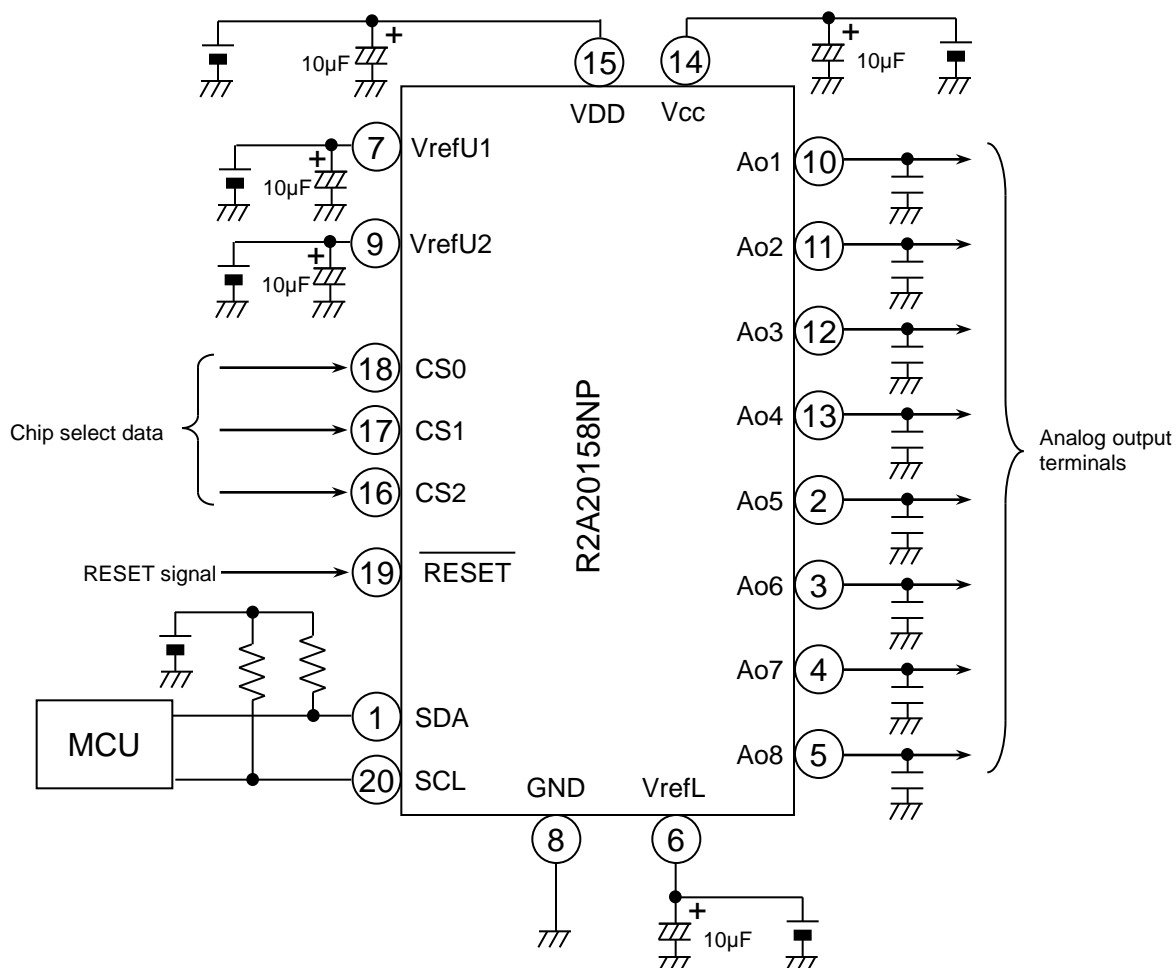 +
+
10µF
15
14
10µF
VDD
Vcc
7
VrefU1
+
10µF
Ao1
10
9
VrefU2
+
10µF
Ao2
11
Ao3
12
18
CS0
Chip select data
17
CS1
Ao4
13
Analog output
terminals
16
CS2
Ao5
2
R2A20158NP
RESET signal
19
RESET
Ao6
3
Ao7
4
MCU
1
SDA
Ao8
5
20
SCL
GND
VrefL
8
6
+
10µF